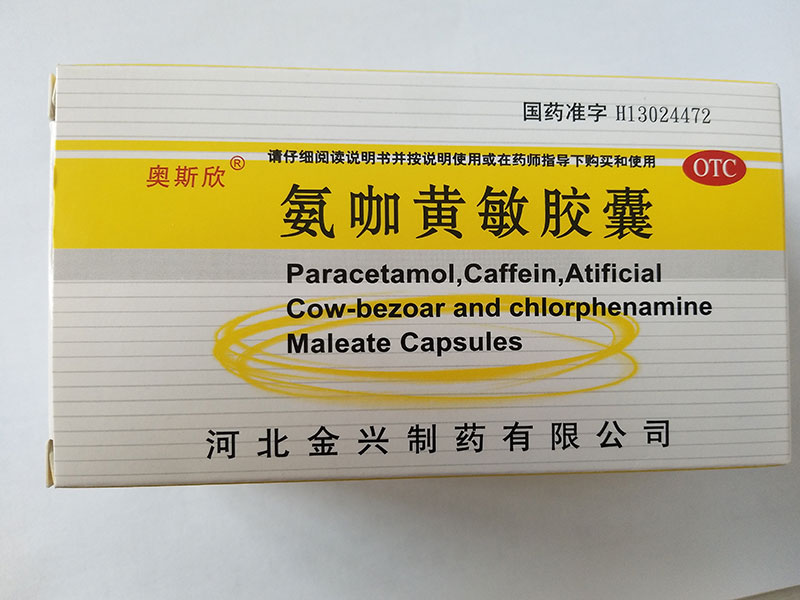 国药准字 H13024472
请仔细阅读说明书并按说明使用或在药师指导下购买和使用
OTC
奥斯欣®
氨咖黄敏胶囊
Paracetamol,Caffein,Atificial
Cow-bezoar and chlorphenamine
Maleate Capsules
河北金兴制药有限公司